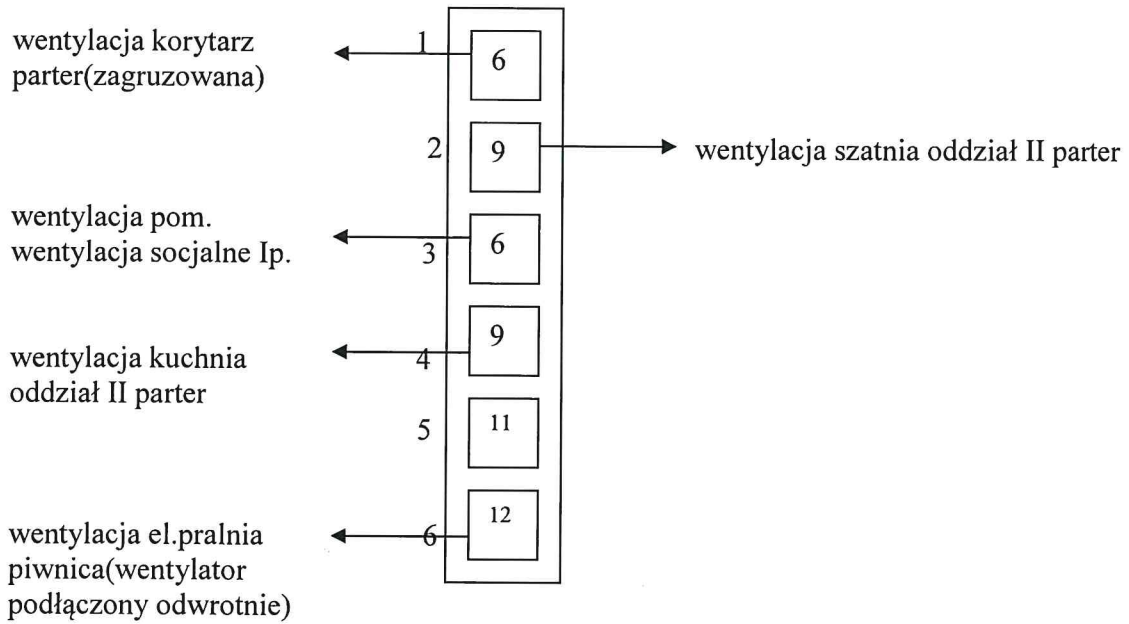 wentylacja korytarz
parter(zagruzowana)
1
6
2
9
wentylacja szatnia oddział II parter
wentylacja pom.
wentylacja socjalne Ip.
3
6
wentylacja kuchnia
oddział II parter
4
9
5
11
wentylacja el.pralnia
piwnica(wentylator
podłączony odwrotnie)
6
12